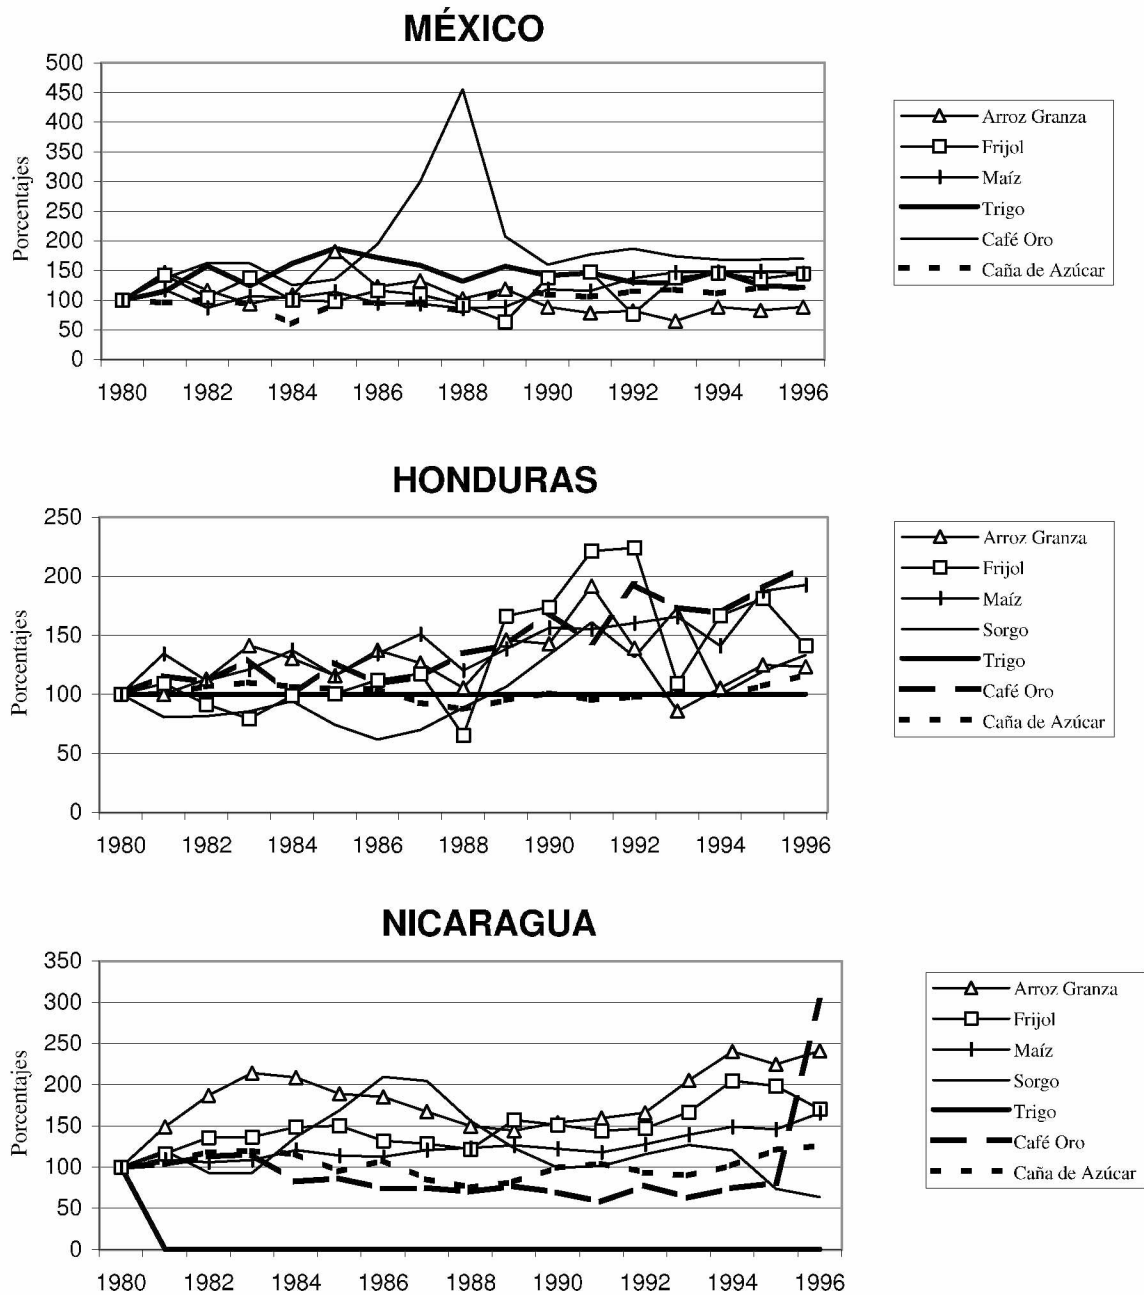 MÉXICO
Porcentajes
500
450
400
350
300
250
200
150
100
50
0
1980 1982 1984 1986 1988 1990 1992 1994 1996
Arroz Granza
Frijol
Maíz
Trigo
Café Oro
Caña de Azúcar
HONDURAS
Porcentajes
250
200
150
100
50
0
1980 1982 1984 1986 1988 1990 1992 1994 1996
Arroz Granza
Frijol
Maíz
Sorgo
Trigo
Café Oro
Caña de Azúcar
NICARAGUA
Porcentajes
350
300
250
200
150
100
50
0
1980 1982 1984 1986 1988 1990 1992 1994 1996
Arroz Granza
Frijol
Maíz
Sorgo
Trigo
Café Oro
Caña de Azúcar